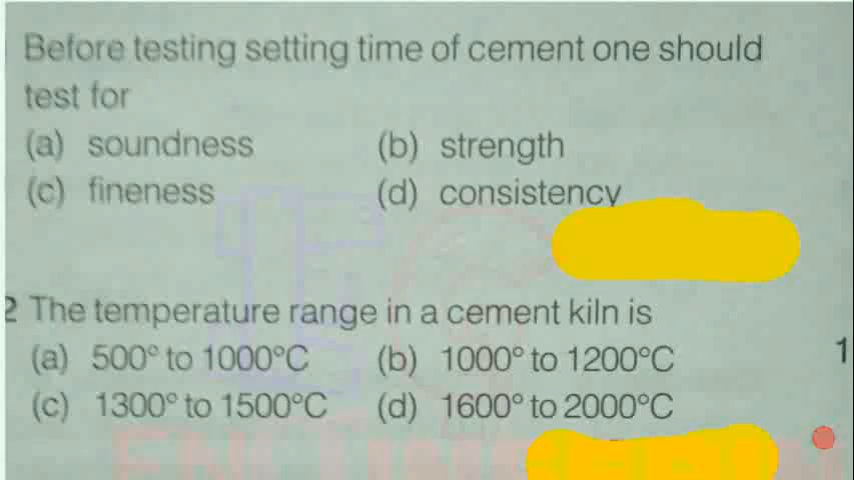 Before testing setting time of cement one should
test for
(a) soundness (b) strength
(c) fineness (d) consistency
2 The temperature range in a cement kiln is
(a) 500° to 1000°C (b) 1000° to 1200°C
1
(c) 1300° to 1500°C (d) 1600° to 2000°C